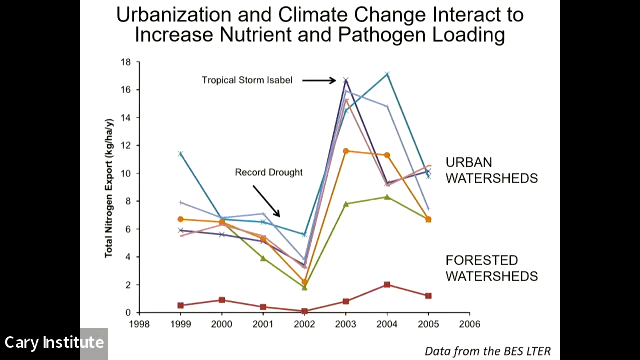 Urbanization and Climate Change Interact to
Increase Nutrient and Pathogen Loading
18
16
14
12
10
8
6
4
2
0
Total Nitrogen Export (kg/ha/y)
Tropical Storm Isabel
Record Drought
URBAN
WATERSHEDS
FORESTED
WATERSHEDS
1998 1999 2000 2001 2002 2003 2004 2005 2006
Cary Institute
Data from the BES LTER